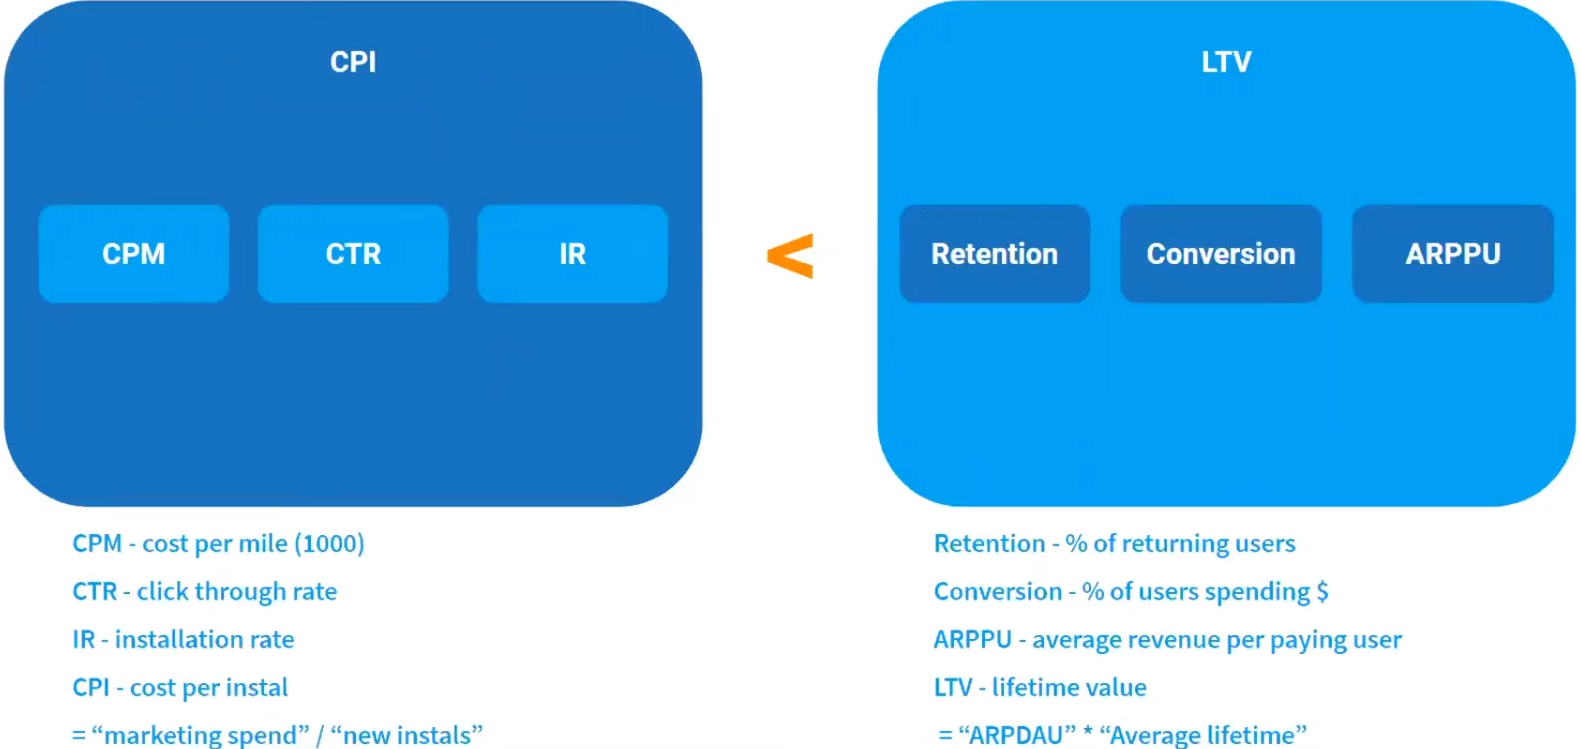 CPI
CPM
CTR
IR
<
LTV
Retention
Conversion
ARPPU
CPM - cost per mile (1000)
CTR - click through rate
IR - installation rate
CPI - cost per instal
= “marketing spend” / “new instals”
Retention - % of returning users
Conversion - % of users spending $
ARPPU - average revenue per paying user
LTV - lifetime value
= “ARPDAU” * “Average lifetime”